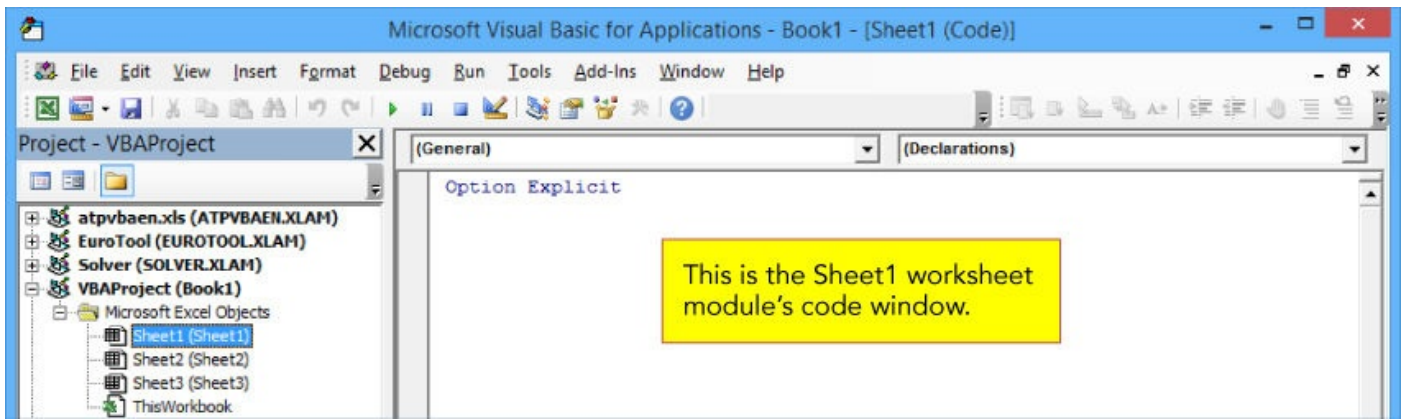 Microsoft Visual Basic for Applications - Book1 - [Sheet1 (Code)]
File Edit View Insert Format Debug Run Tools Add-Ins Window Help
Project - VBAProject
(General) (Declarations)
Option Explicit
atpvbaen.xls (ATPVBAEN.XLAM)
EuroTool (EUROTOOL.XLAM)
Solver (SOLVER.XLAM)
VBAProject (Book1)
Microsoft Excel Objects
Sheet1 (Sheet1)
Sheet2 (Sheet2)
Sheet3 (Sheet3)
ThisWorkbook
This is the Sheet1 worksheet
module's code window.